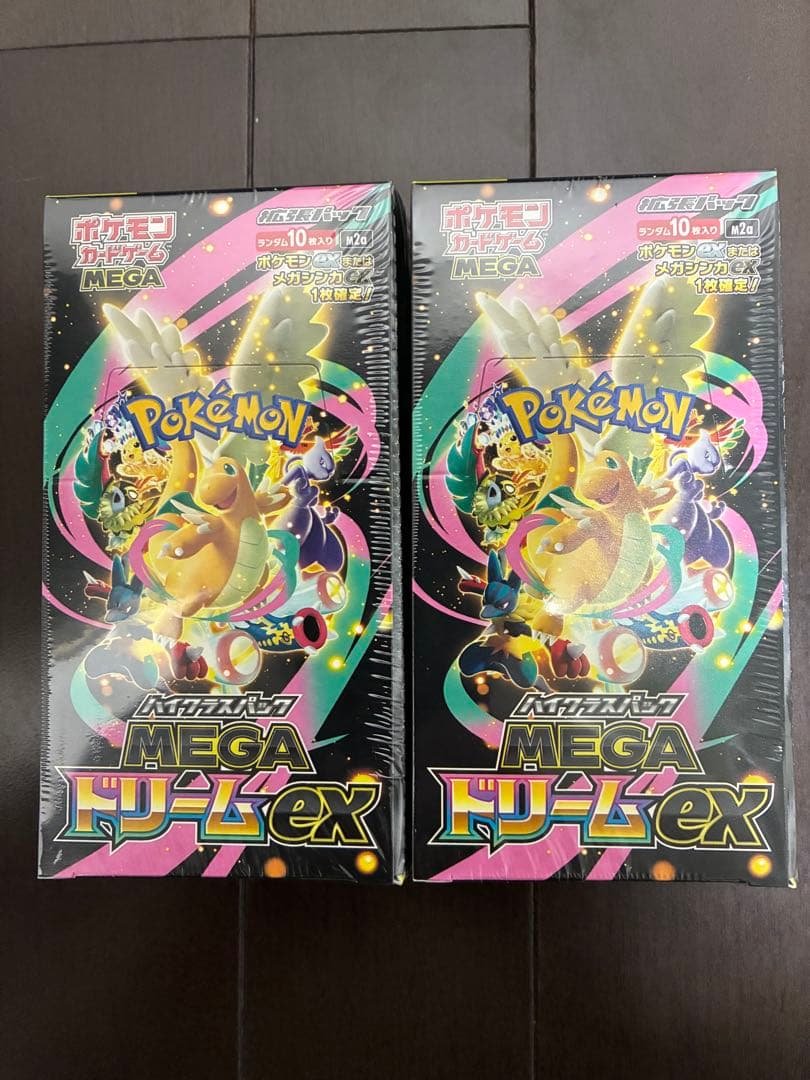 ポケモン
カードゲーム
MEGA
拡張パック
ランダム10枚入り
M2a
ポケモンexまたは
メガシンカex
1枚確定!!
POKéMON
ハイクラスパック
MEGA
ドリームex
ポケモン
カードゲーム
MEGA
拡張パック
ランダム10枚入り
M2a
ポケモンexまたは
メガシンカex
1枚確定!!
POKéMON
TM
ハイクラスパック
MEGA
ドリームex